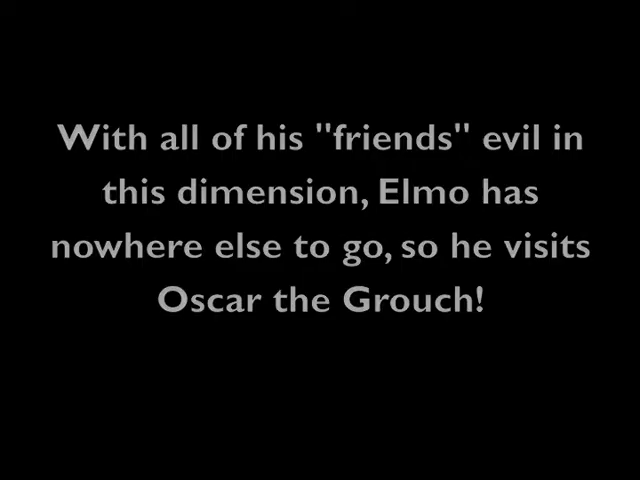 With all of his "friends" evil in
this dimension, Elmo has
nowhere else to go, so he visits
Oscar the Grouch!